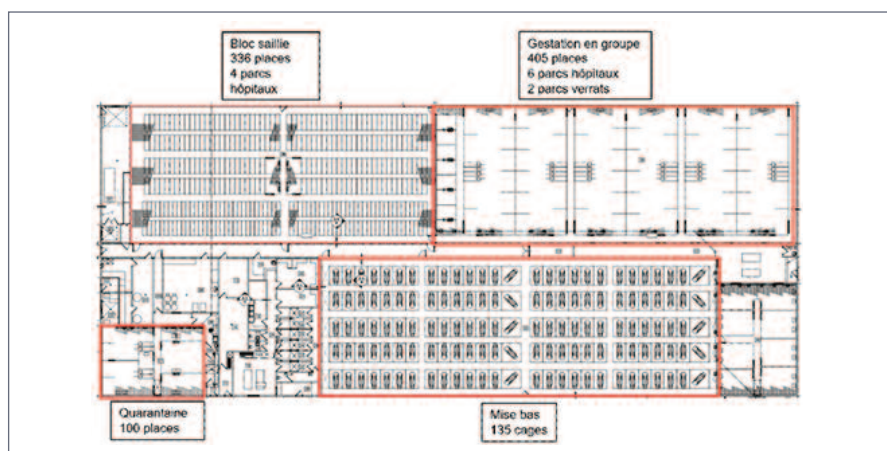 Bloc saillie
336 places
4 parcs
hôpitaux
Gestation en groupe
405 places
6 parcs hôpitaux
2 parcs verrats
Quarantaine
100 places
Mise bas
135 cages